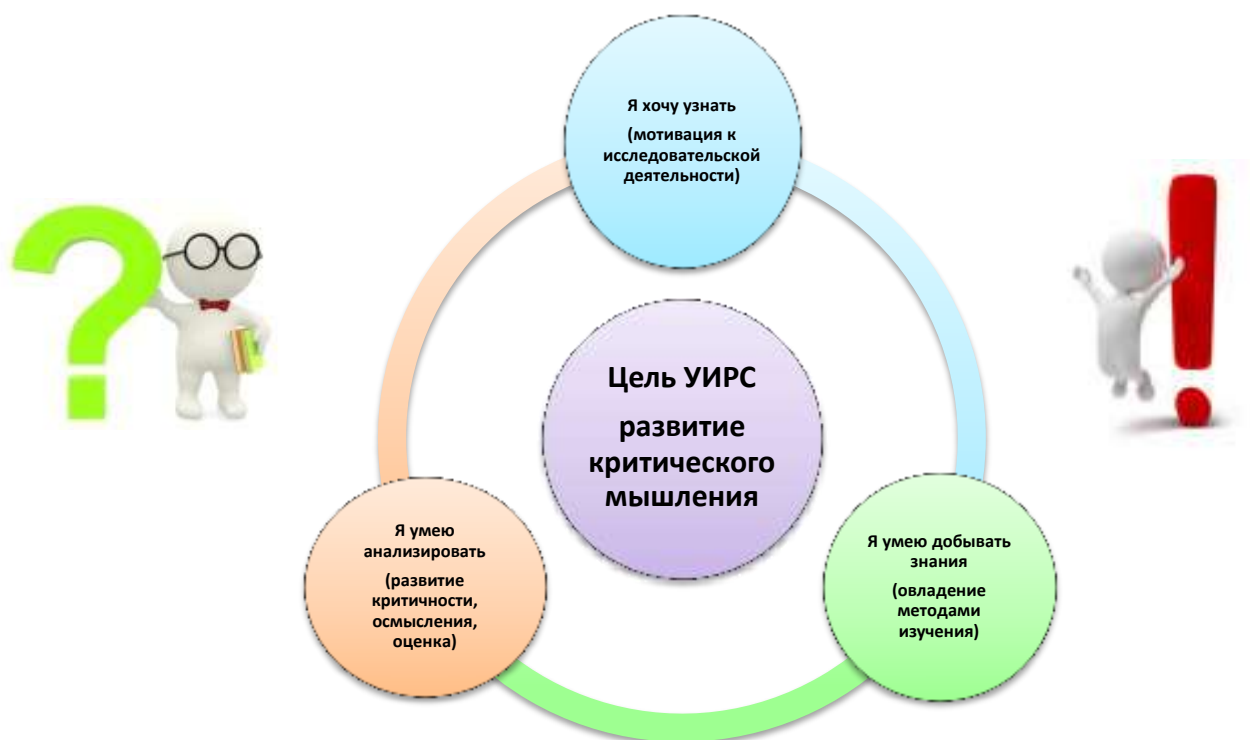 Я хочу узнать
(мотивация к
исследовательской
деятельности)
Цель УИРС
развитие
критического
мышления
Я умею
анализировать
(развитие
критичности,
осмысления,
оценка)
Я умею добывать
знания
(овладение
методами
изучения)